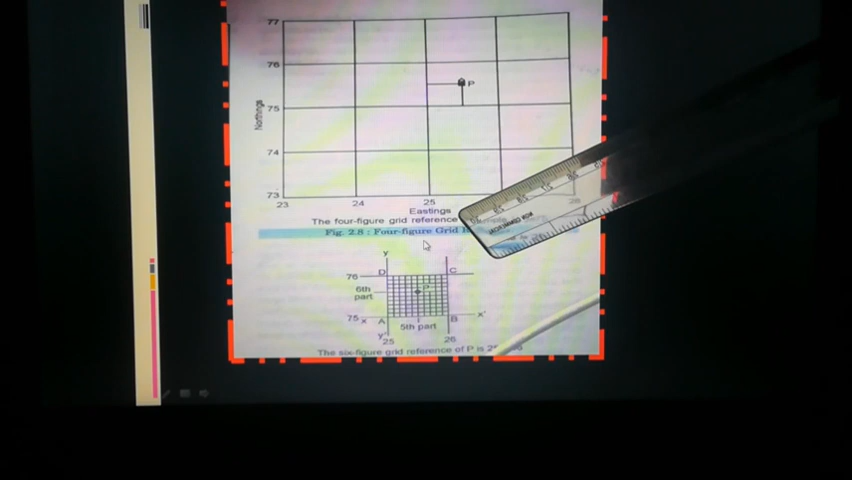 77
76
P
75
Northings
74
73
23 24 25 26
Eastings
The four-figure grid reference
Fig. 2.8 : Four-figure Grid
y
D C
76
6th
part
P
75 x A B x'
5th part
y'
25 26
The six-figure grid reference of P is